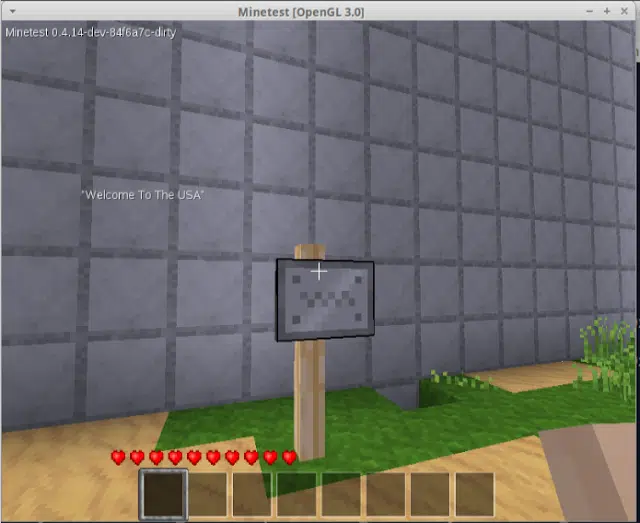 Minetest [OpenGL 3.0]
Minetest 0.4.14-dev-84f6a7c-dirty
"Welcome To The USA"